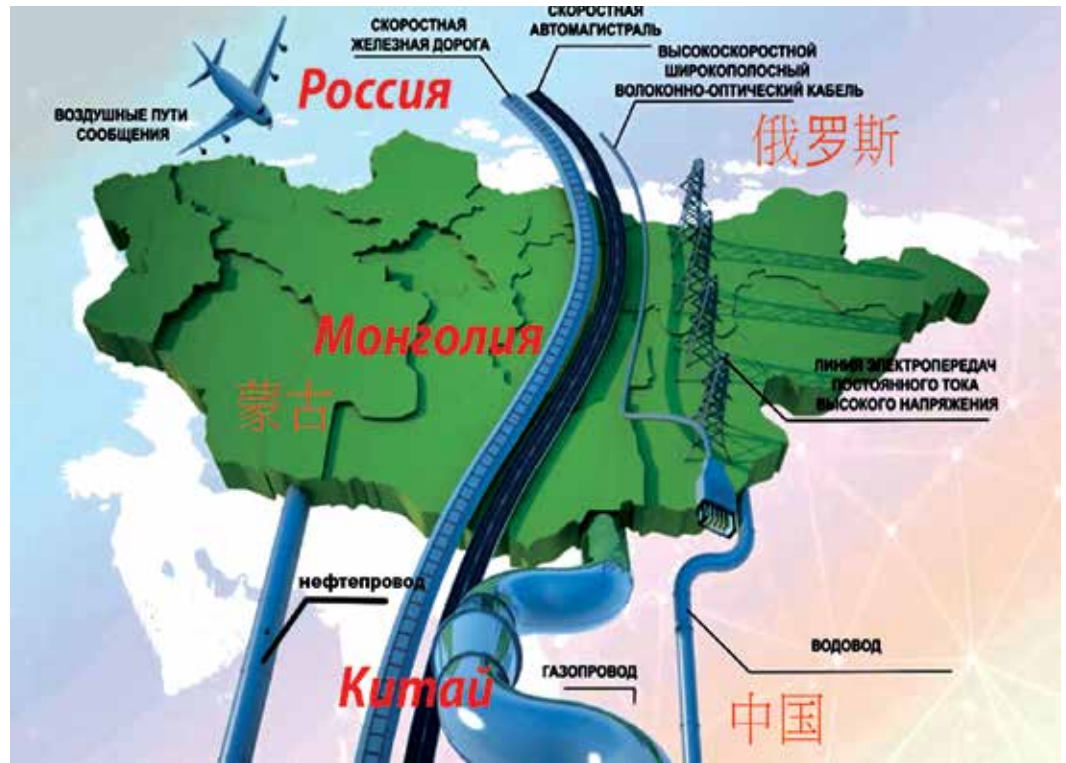 СКОРОСТНАЯ
ЖЕЛЕЗНАЯ ДОРОГА
СКОРОСТНАЯ
АВТОМАГИСТРАЛЬ
ВЫСОКОСКОРОСТНОЙ
ШИРОКОПОЛОСНЫЙ
ВОЛОКОННО-ОПТИЧЕСКИЙ КАБЕЛЬ
Россия
ВОЗДУШНЫЕ ПУТИ
СООБЩЕНИЯ
俄罗斯
Монголия
蒙古
ЛИНИЯ ЭЛЕКТРОПЕРЕДАЧ
ПОСТОЯННОГО ТОКА
ВЫСОКОГО НАПРЯЖЕНИЯ
нефтепровод
ВОДОВОД
ГАЗОПРОВОД
Китай
中国